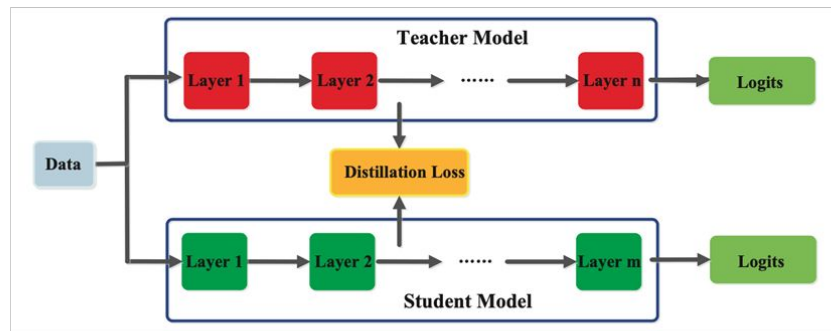 Teacher Model
Layer 1
Layer 2
......
Layer n
Logits
Data
Distillation Loss
Layer 1
Layer 2
......
Layer m
Logits
Student Model